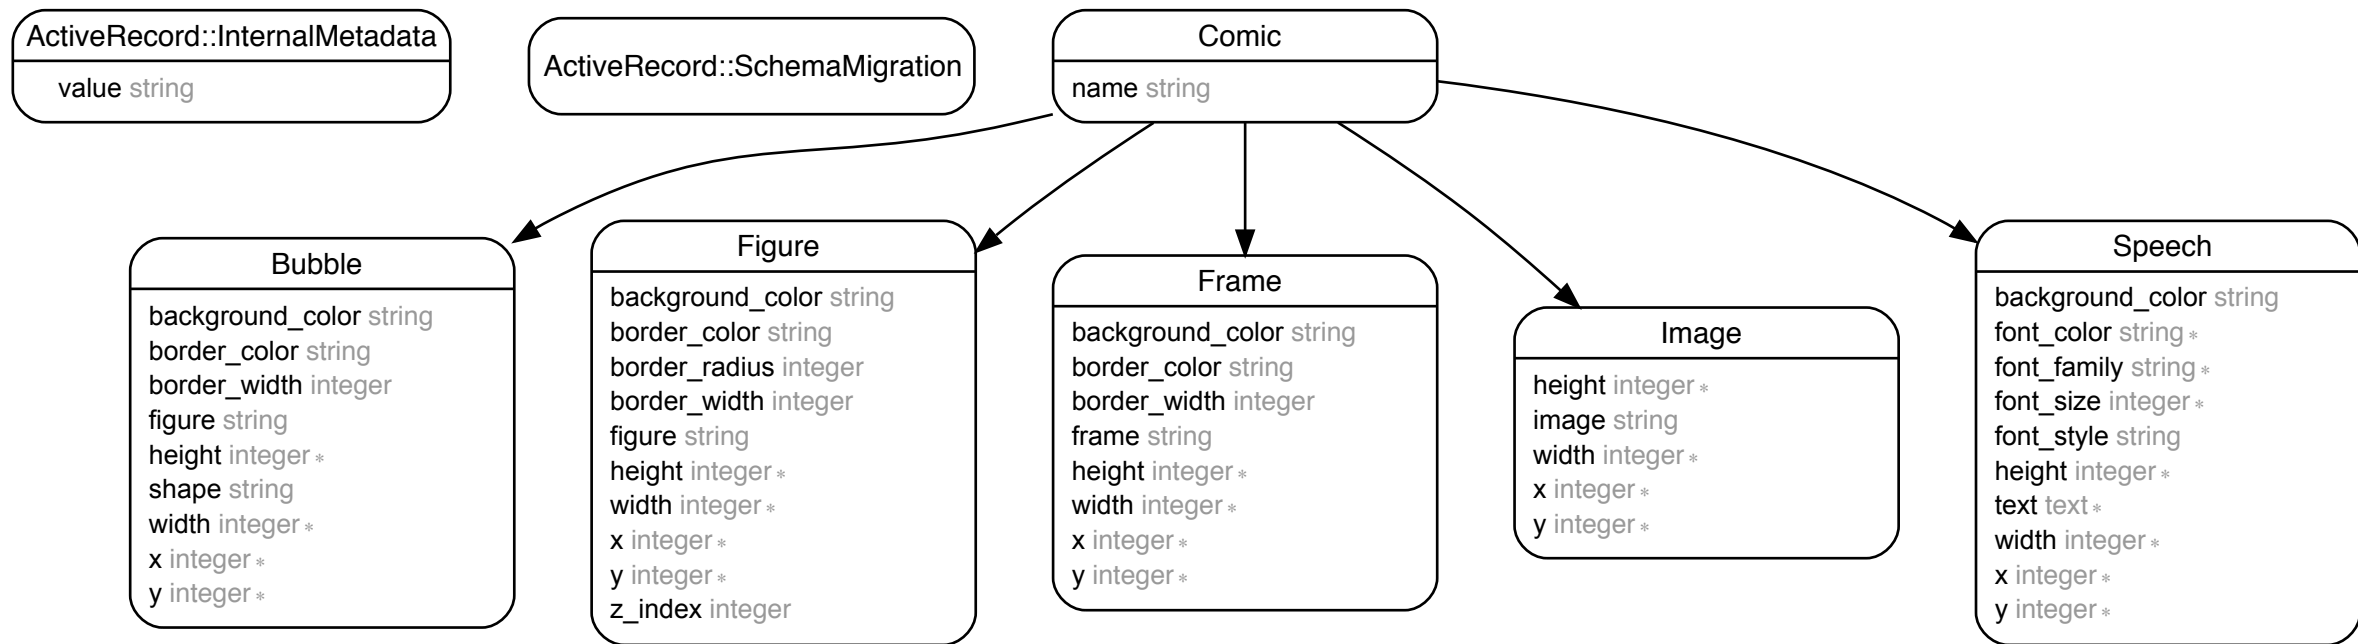 ActiveRecord::InternalMetadata
value string
ActiveRecord::SchemaMigration
Comic
name string
Bubble
background_color string
border_color string
border_width integer
figure string
height integer *
shape string
width integer *
x integer *
y integer *
Figure
background_color string
border_color string
border_radius integer
border_width integer
figure string
height integer *
width integer *
x integer *
y integer *
z_index integer
Frame
background_color string
border_color string
border_width integer
frame string
height integer *
width integer *
x integer *
y integer *
Image
height integer *
image string
width integer *
x integer *
y integer *
Speech
background_color string
font_color string *
font_family string *
font_size integer *
font_style string
height integer *
text text *
width integer *
x integer *
y integer *